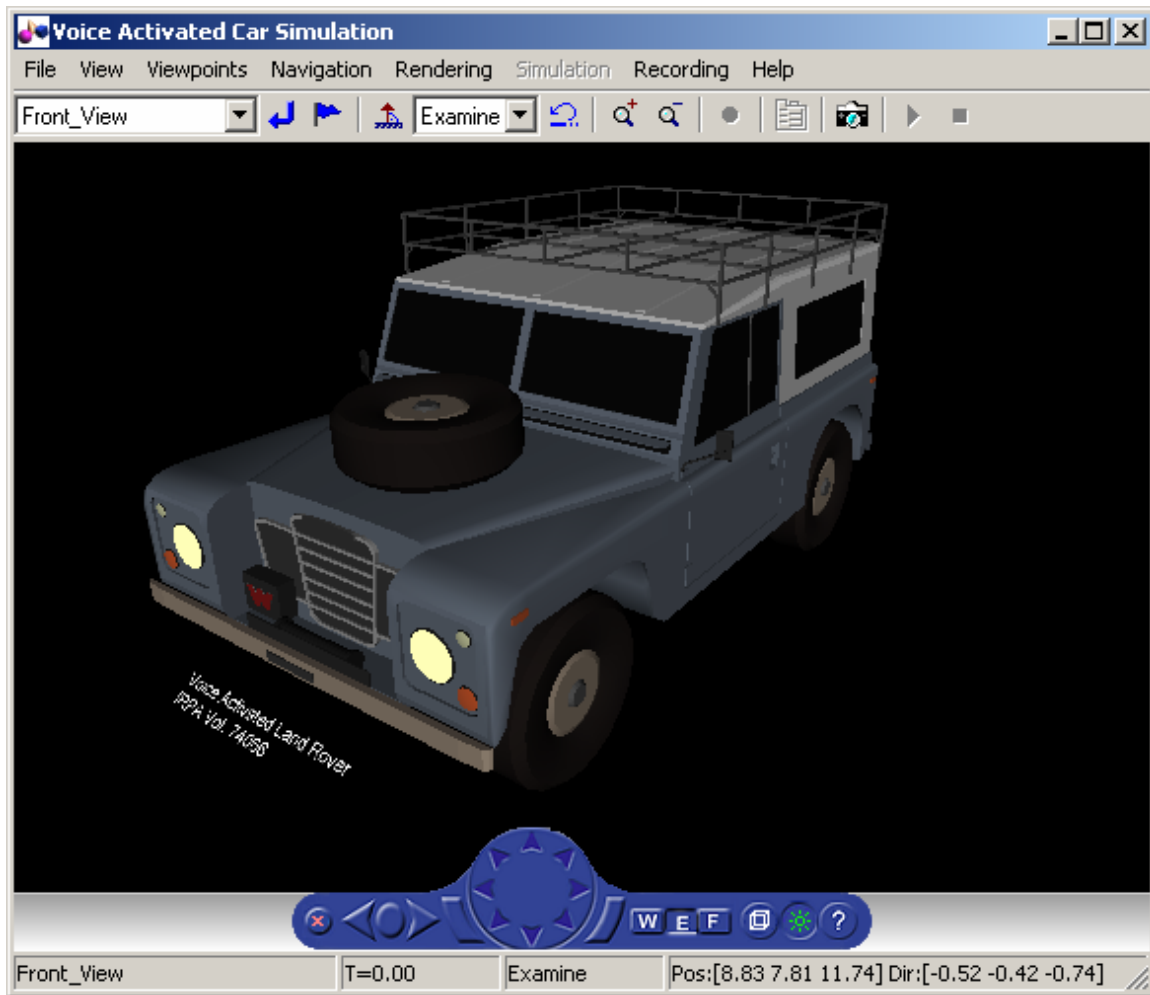 Voice Activated Car Simulation
File View Viewpoints Navigation Rendering Simulation Recording Help
Front_View Examine
W
Voice Activated Land Rover
IRPA Vol. 74056
W E F ?
Front_View T=0.00 Examine Pos:[8.83 7.81 11.74] Dir:[-0.52 -0.42 -0.74]